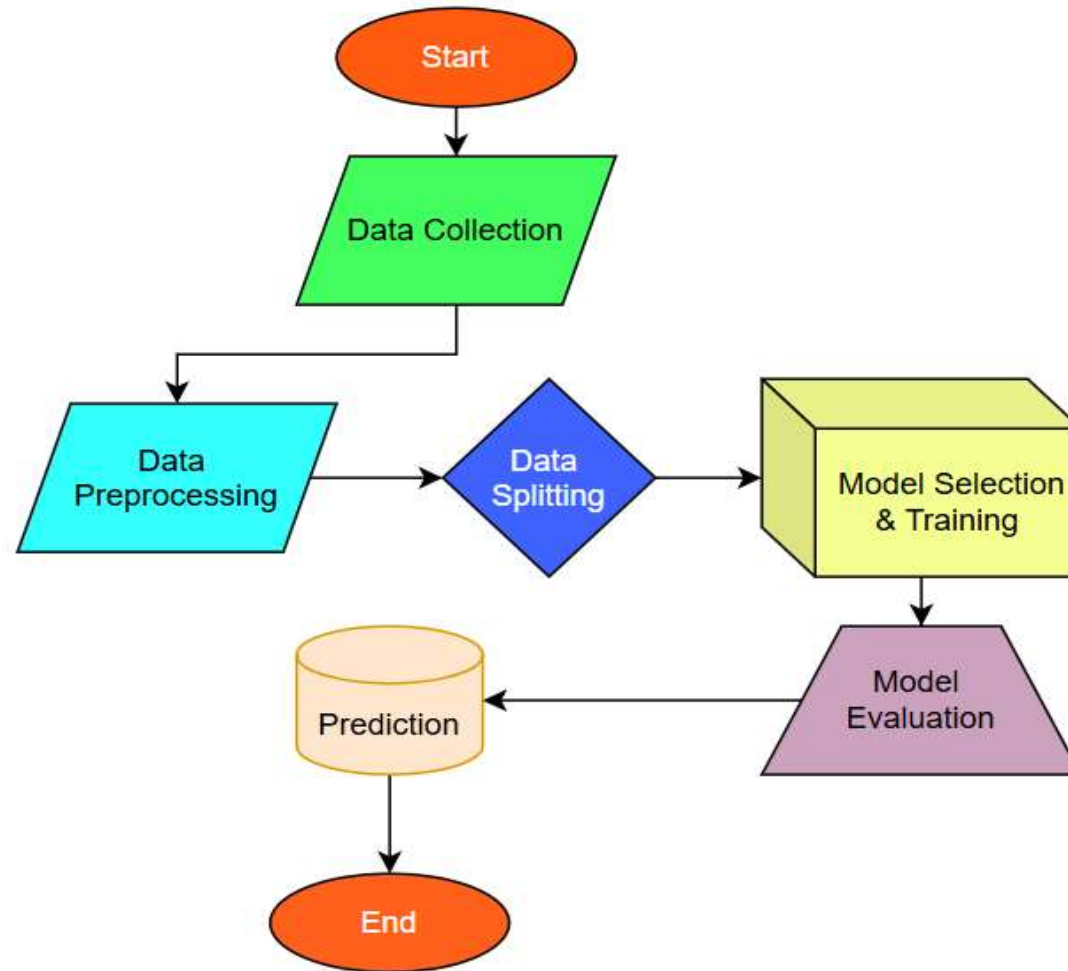 Start
Data Collection
Data
Preprocessing
Data
Splitting
Model Selection
& Training
Model
Evaluation
Prediction
End